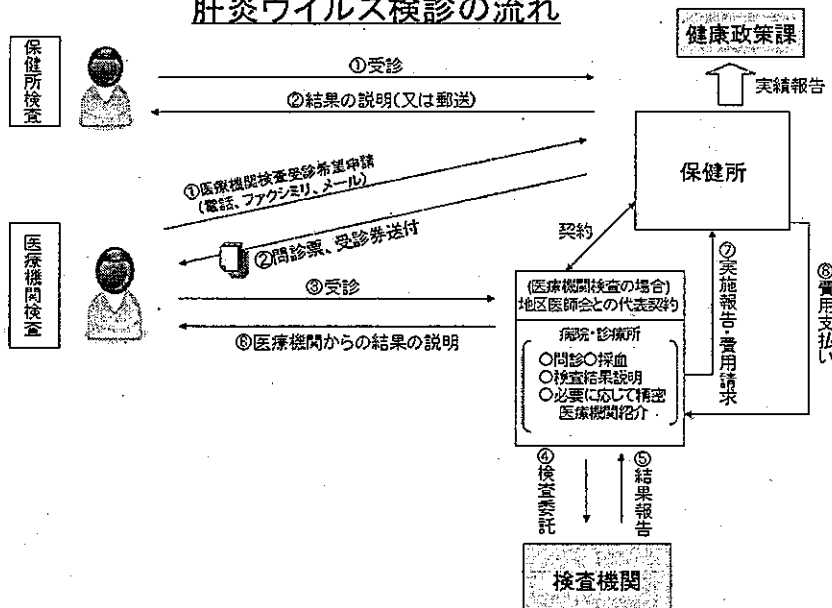 肝炎ウイルス検診の流れ
健康政策課
実績報告
保健所検査
①受診
②結果の説明(又は郵送)
保健所
①医療機関検査受診希望申請
(電話、ファクシミリ、メール)
②問診票、受診券送付
契約
医療機関検査
③受診
⑥医療機関からの結果の説明
(医療機関検査の場合)
地区医師会との代表契約
病院・診療所
○問診○採血
○検査結果説明
○必要に応じて精密
医療機関紹介
⑦実施報告・費用請求
⑧費用支払い
④検査委託
⑤結果報告
検査機関